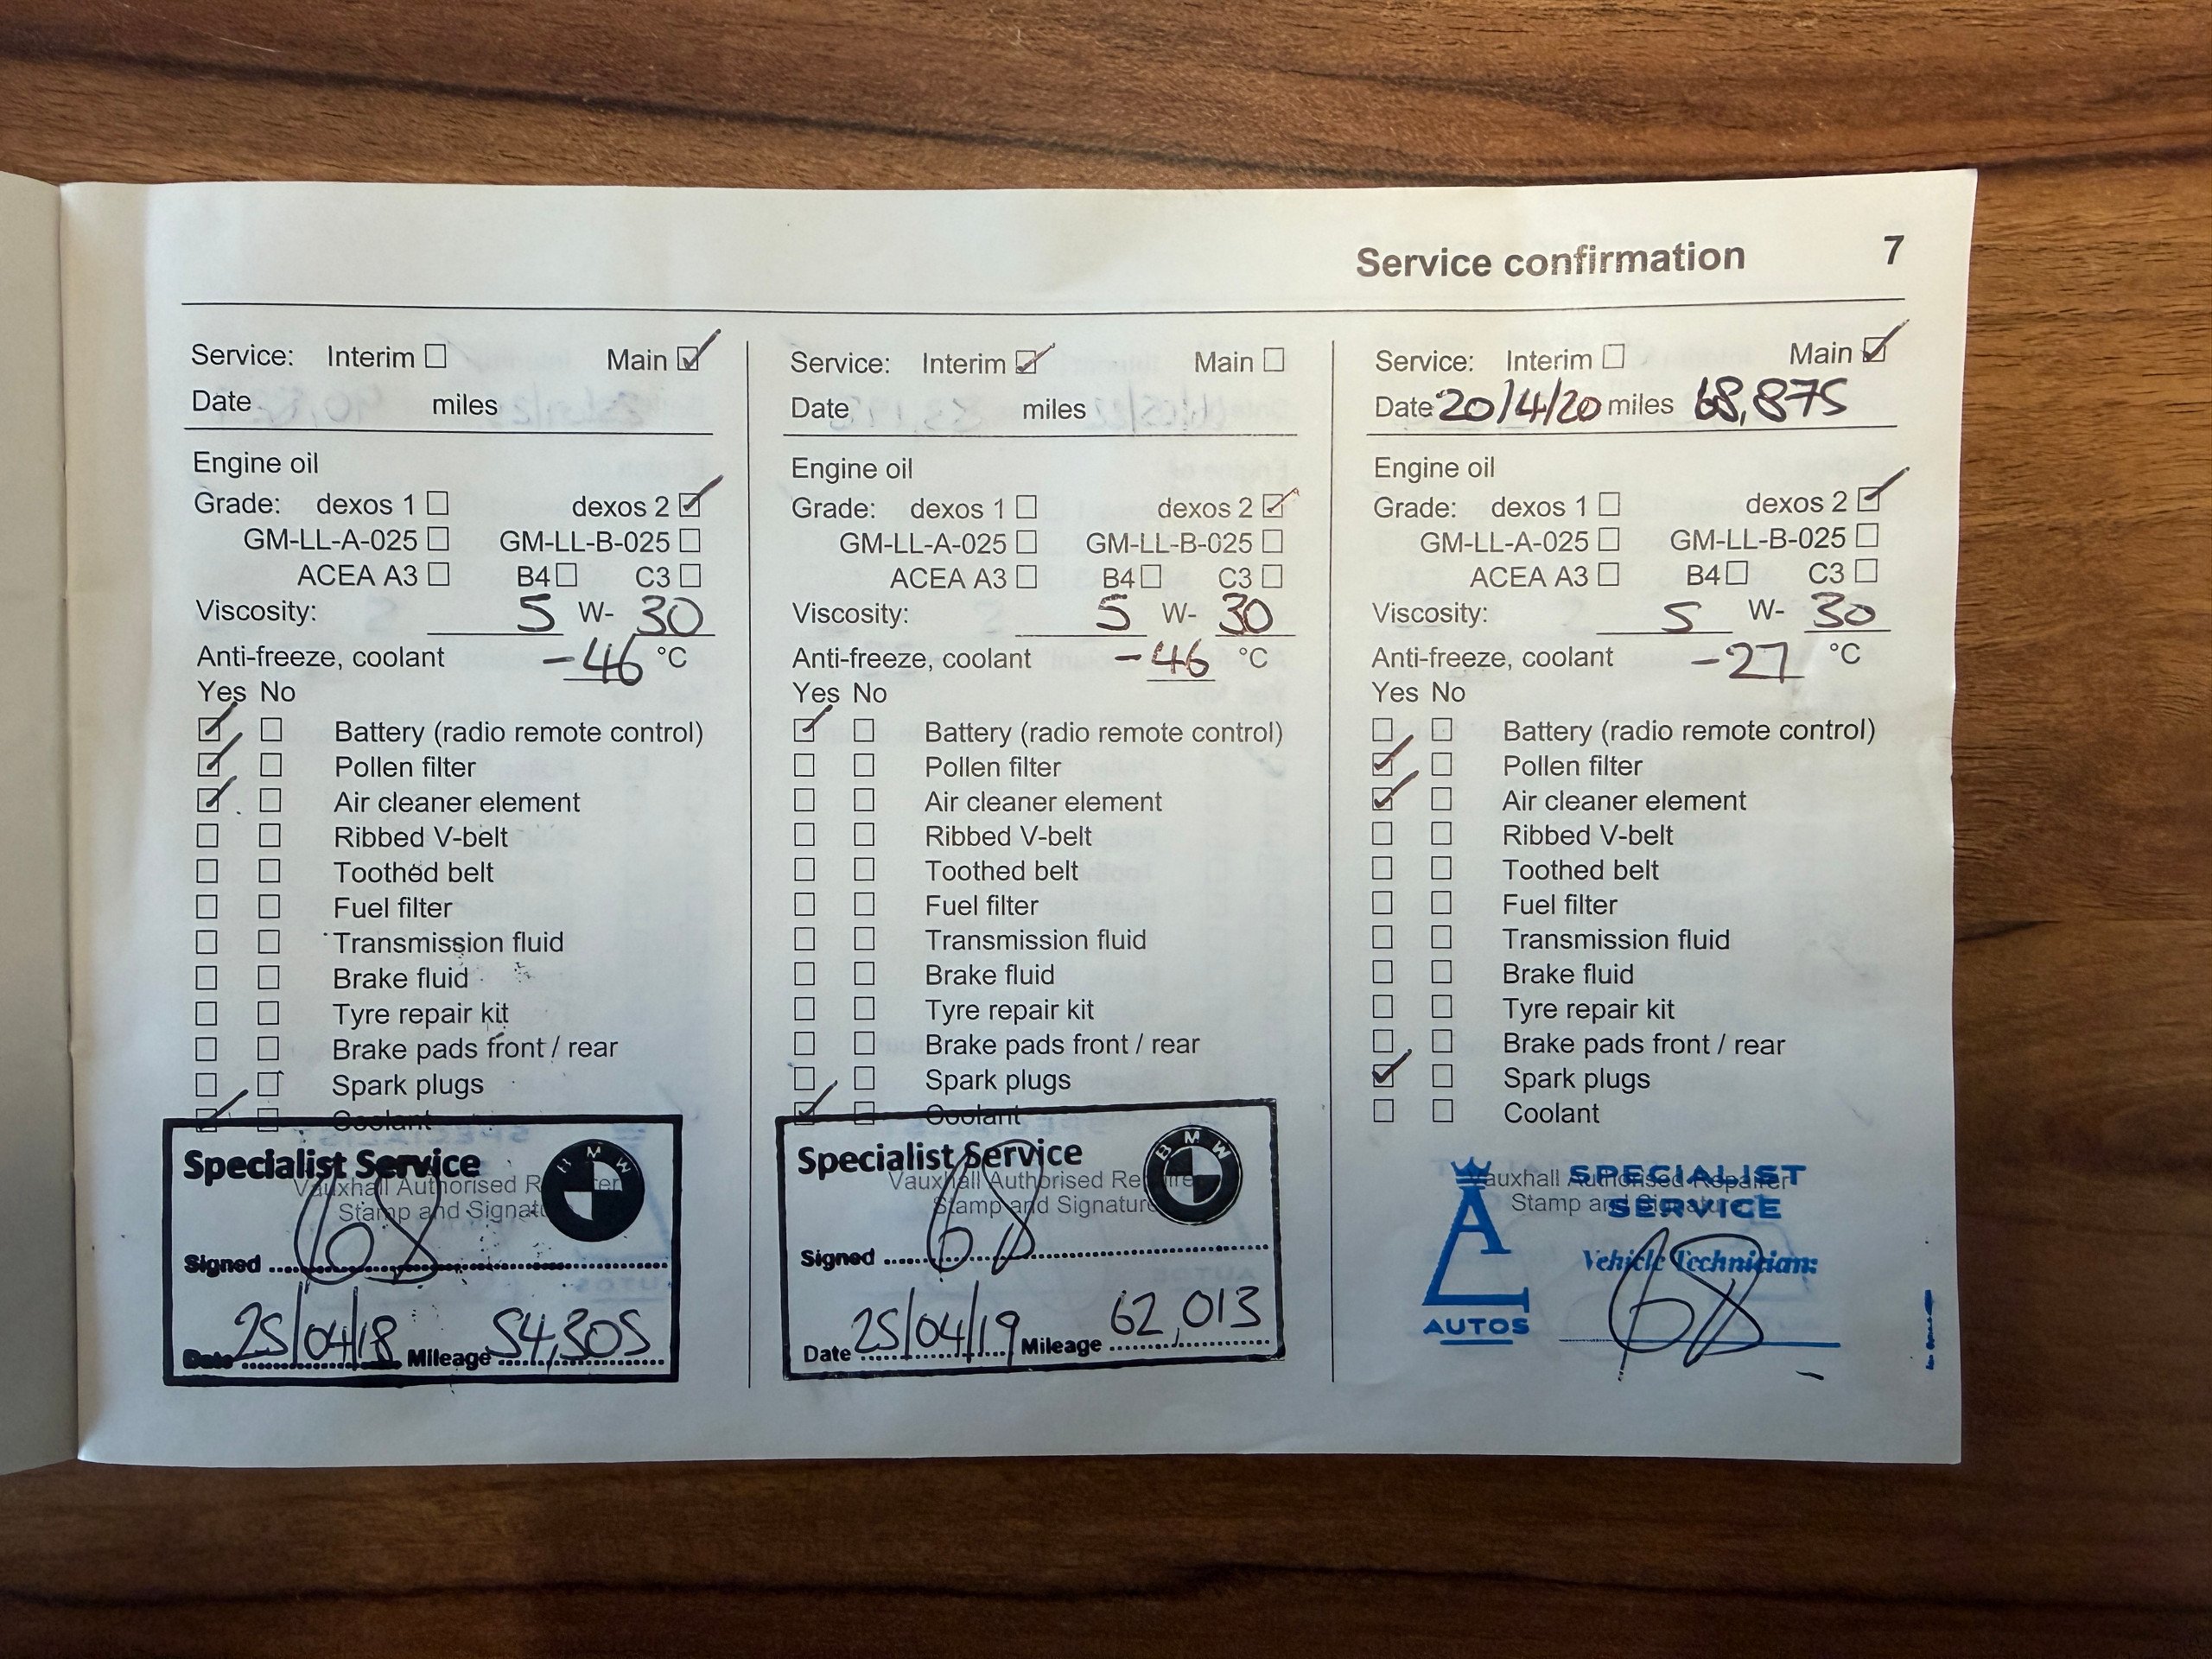 Service confirmation 7
Service: Interim Main
Date miles
Engine oil
Grade: dexos 1 dexos 2
GM-LL-A-025 GM-LL-B-025
ACEA A3 B4 C3
Viscosity: 5 W- 30
Anti-freeze, coolant -46 °C
Yes No
Battery (radio remote control)
Pollen filter
Air cleaner element
Ribbed V-belt
Toothed belt
Fuel filter
Transmission fluid
Brake fluid
Tyre repair kit
Brake pads front / rear
Spark plugs
Coolant
Specialist Service
BMW
Vauxhall Authorised Repairer
Stamp and Signature
Signed
Date 25/04/18 Mileage 54,305
Service: Interim Main
Date miles
Engine oil
Grade: dexos 1 dexos 2
GM-LL-A-025 GM-LL-B-025
ACEA A3 B4 C3
Viscosity: 5 W- 30
Anti-freeze, coolant -46 °C
Yes No
Battery (radio remote control)
Pollen filter
Air cleaner element
Ribbed V-belt
Toothed belt
Fuel filter
Transmission fluid
Brake fluid
Tyre repair kit
Brake pads front / rear
Spark plugs
Coolant
Specialist Service
BMW
Vauxhall Authorised Repairer
Stamp and Signature
Signed
Date 25/04/19 Mileage 62,013
Service: Interim Main
Date 20/4/20 miles 68,875
Engine oil
Grade: dexos 1 dexos 2
GM-LL-A-025 GM-LL-B-025
ACEA A3 B4 C3
Viscosity: 5 W- 30
Anti-freeze, coolant -27 °C
Yes No
Battery (radio remote control)
Pollen filter
Air cleaner element
Ribbed V-belt
Toothed belt
Fuel filter
Transmission fluid
Brake fluid
Tyre repair kit
Brake pads front / rear
Spark plugs
Coolant
Vauxhall Authorised Repairer
Stamp and Signature
SPECIALIST
SERVICE
A
Vehicle Technician:
AUTOS